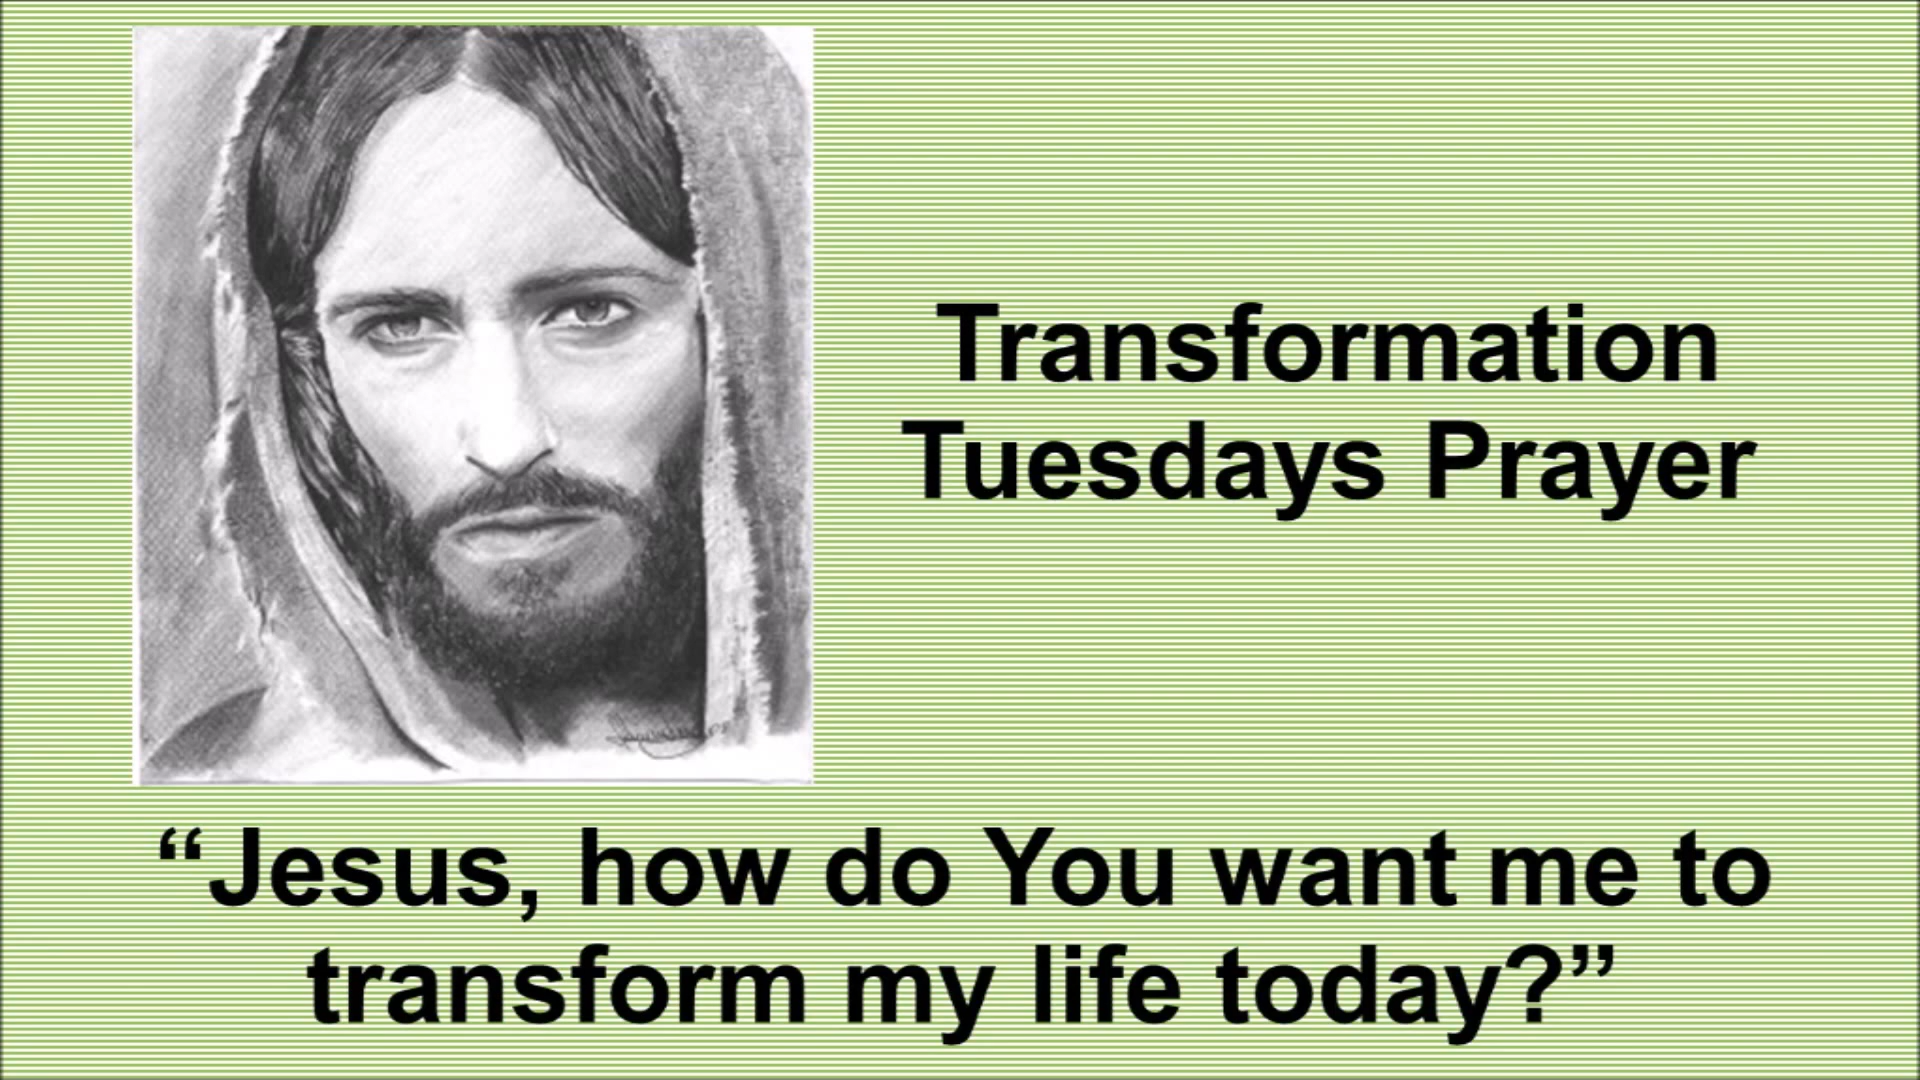 Transformation
Tuesdays Prayer
“Jesus, how do You want me to
transform my life today?”